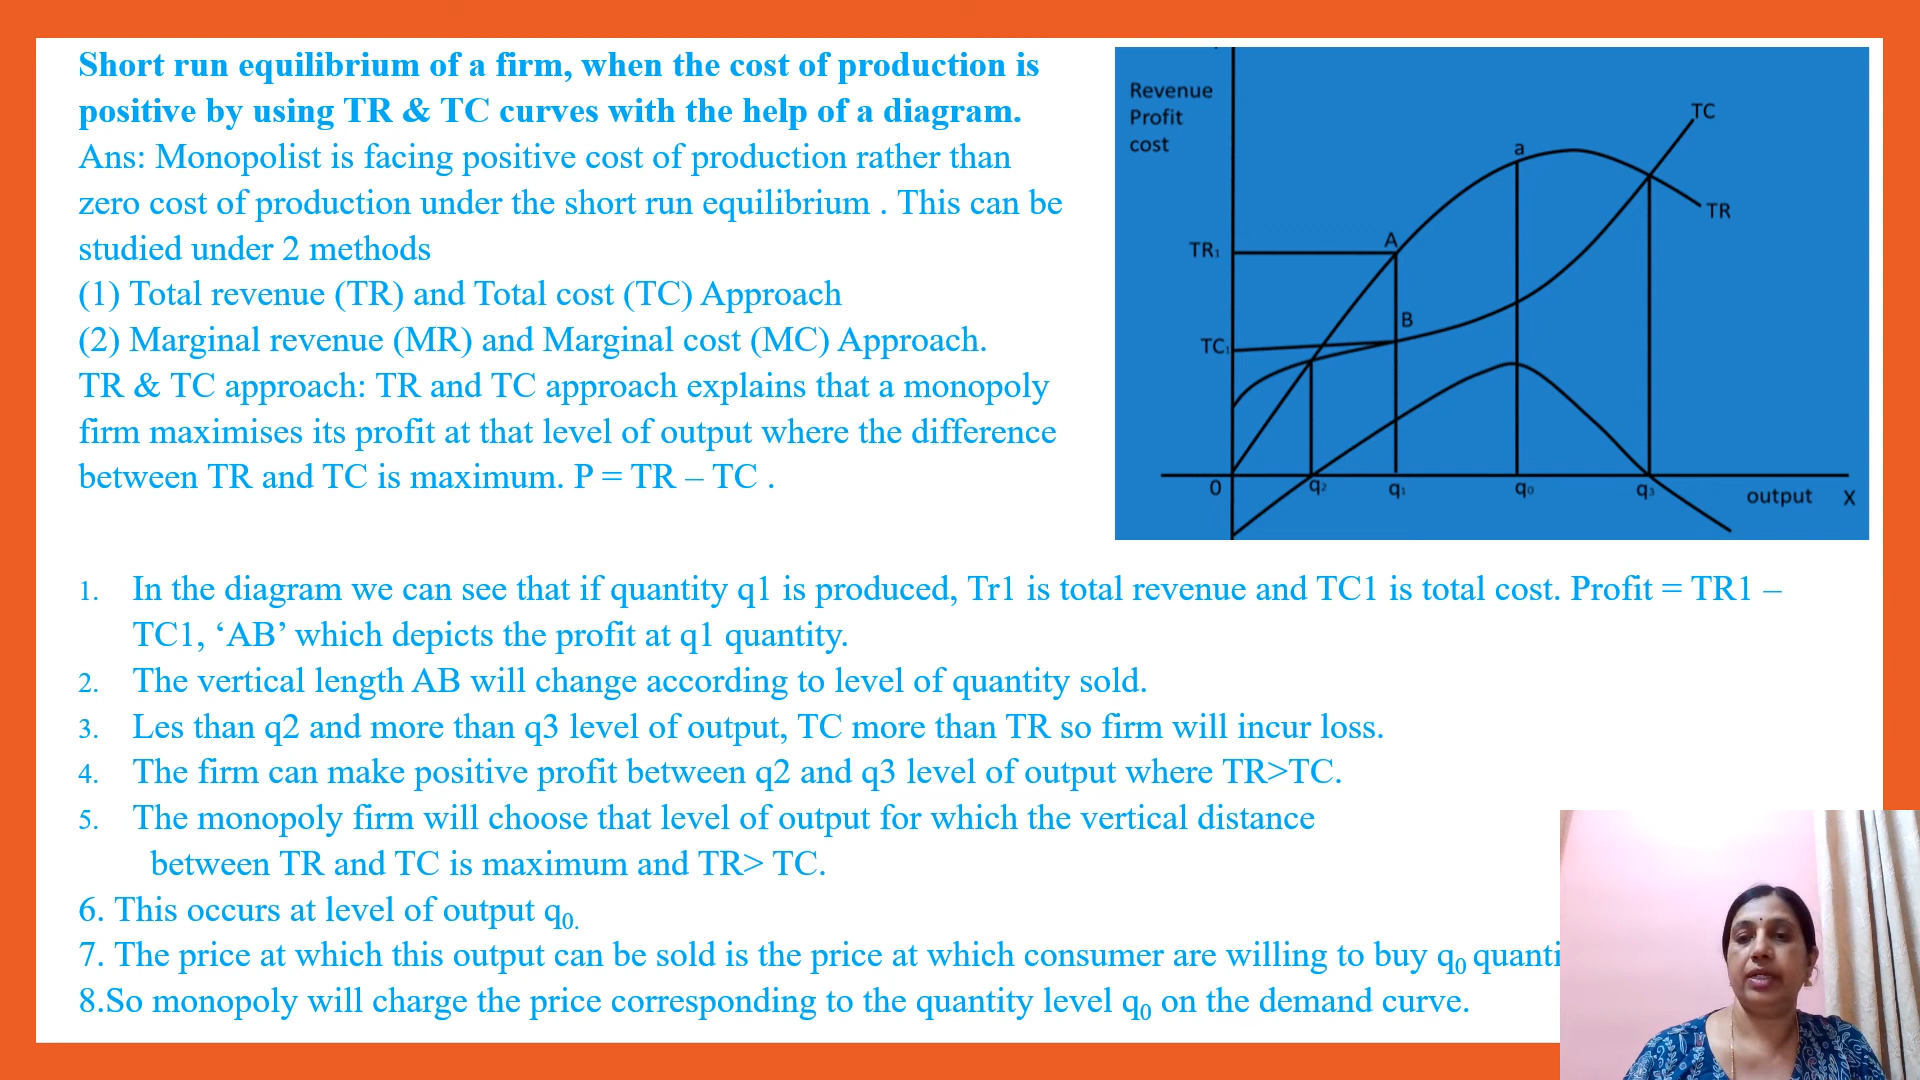 Short run equilibrium of a firm, when the cost of production is
positive by using TR & TC curves with the help of a diagram.
Ans: Monopolist is facing positive cost of production rather than
zero cost of production under the short run equilibrium . This can be
studied under 2 methods
(1) Total revenue (TR) and Total cost (TC) Approach
(2) Marginal revenue (MR) and Marginal cost (MC) Approach.
TR & TC approach: TR and TC approach explains that a monopoly
firm maximises its profit at that level of output where the difference
between TR and TC is maximum. P = TR – TC .
Revenue
Profit
cost
TC
a
TR
A
TR₁
B
TC₁
0
q₂
q₁
q₀
q₃
output
X
1. In the diagram we can see that if quantity q1 is produced, Tr1 is total revenue and TC1 is total cost. Profit = TR1 –
TC1, ‘AB’ which depicts the profit at q1 quantity.
2. The vertical length AB will change according to level of quantity sold.
3. Les than q2 and more than q3 level of output, TC more than TR so firm will incur loss.
4. The firm can make positive profit between q2 and q3 level of output where TR>TC.
5. The monopoly firm will choose that level of output for which the vertical distance
between TR and TC is maximum and TR> TC.
6. This occurs at level of output q₀.
7. The price at which this output can be sold is the price at which consumer are willing to buy q₀ quanti
8.So monopoly will charge the price corresponding to the quantity level q₀ on the demand curve.